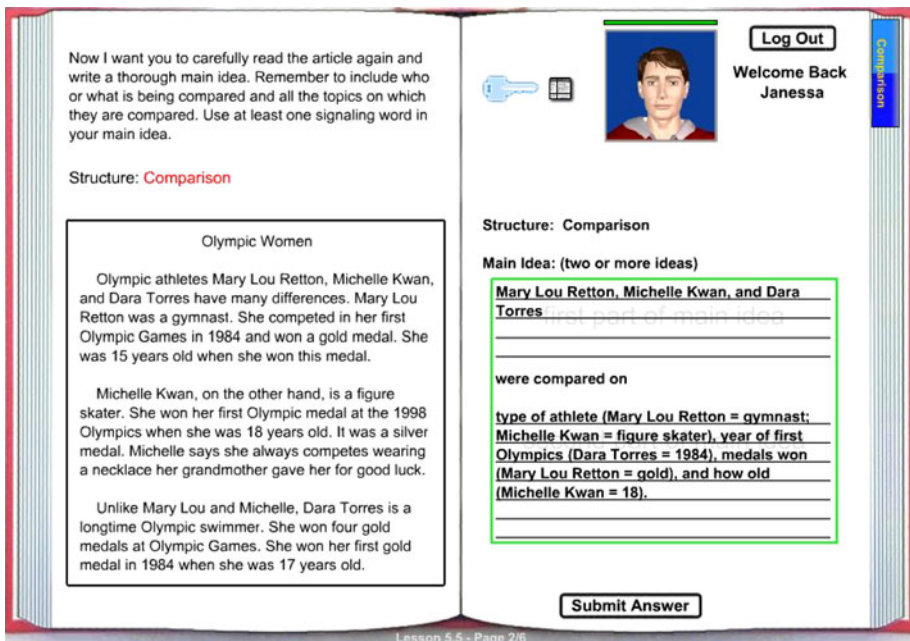 Now I want you to carefully read the article again and
write a thorough main idea. Remember to include who
or what is being compared and all the topics on which
they are compared. Use at least one signaling word in
your main idea.
Structure: Comparison
Olympic Women
Olympic athletes Mary Lou Retton, Michelle Kwan,
and Dara Torres have many differences. Mary Lou
Retton was a gymnast. She competed in her first
Olympic Games in 1984 and won a gold medal. She
was 15 years old when she won this medal.
Michelle Kwan, on the other hand, is a figure
skater. She won her first Olympic medal at the 1998
Olympics when she was 18 years old. It was a silver
medal. Michelle says she always competes wearing
a necklace her grandmother gave her for good luck.
Unlike Mary Lou and Michelle, Dara Torres is a
longtime Olympic swimmer. She won four gold
medals at Olympic Games. She won her first gold
medal in 1984 when she was 17 years old.
Log Out
Welcome Back
Janessa
Comparison
Structure: Comparison
Main Idea: (two or more ideas)
Mary Lou Retton, Michelle Kwan, and Dara
Torres
first part of main idea
were compared on
type of athlete (Mary Lou Retton = gymnast;
Michelle Kwan = figure skater), year of first
Olympics (Dara Torres = 1984), medals won
(Mary Lou Retton = gold), and how old
(Michelle Kwan = 18).
Submit Answer
Lesson 5.5 - Page 2/6